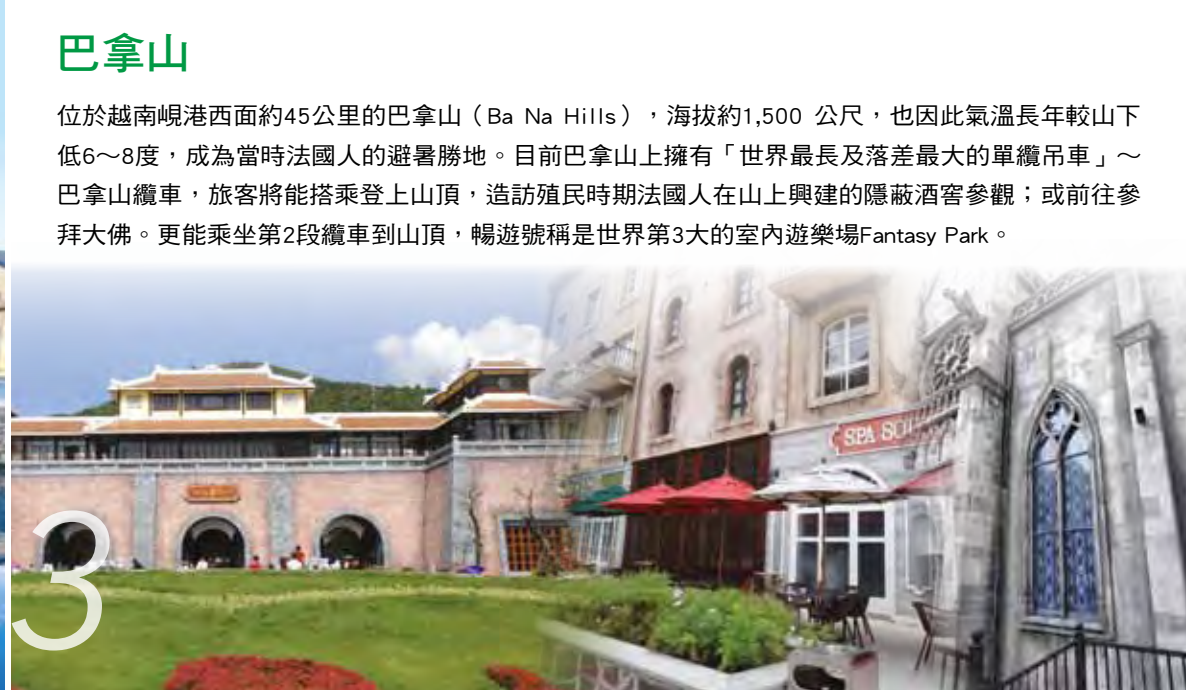 巴拿山
位於越南峴港西面約45公里的巴拿山（Ba Na Hills），海拔約1,500 公尺，也因此氣溫長年較山下
低6～8度，成為當時法國人的避暑勝地。目前巴拿山上擁有「世界最長及落差最大的單纜吊車」～
巴拿山纜車，旅客將能搭乘登上山頂，造訪殖民時期法國人在山上興建的隱蔽酒窖參觀；或前往參
拜大佛。更能乘坐第2段纜車到山頂，暢遊號稱是世界第3大的室內遊樂場Fantasy Park。
SPA
3